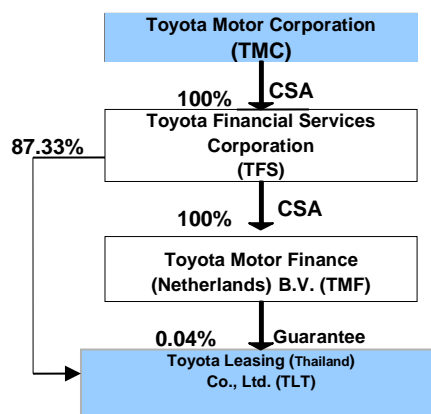 Toyota Motor Corporation
(TMC)
100%
CSA
Toyota Financial Services
Corporation
(TFS)
87.33%
100%
CSA
Toyota Motor Finance
(Netherlands) B.V. (TMF)
0.04%
Guarantee
Toyota Leasing (Thailand)
Co., Ltd. (TLT)